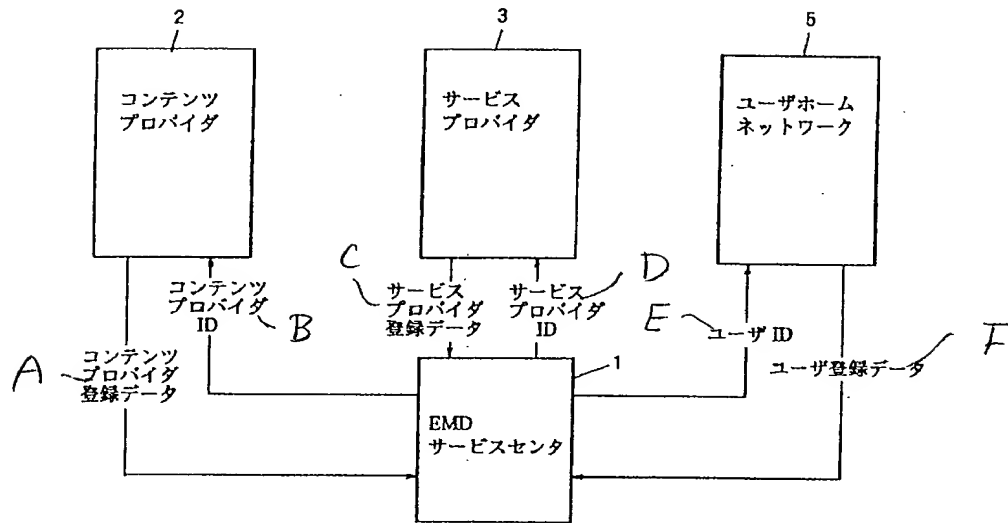 2
3
5
コンテンツ
プロバイダ
サービス
プロバイダ
ユーザホーム
ネットワーク
C
サービス
プロバイダ
登録データ
サービス
プロバイダ
ID
D
コンテンツ
プロバイダ
ID
B
E
ユーザ ID
F
ユーザ登録データ
A
コンテンツ
プロバイダ
登録データ
1
EMD
サービスセンタ